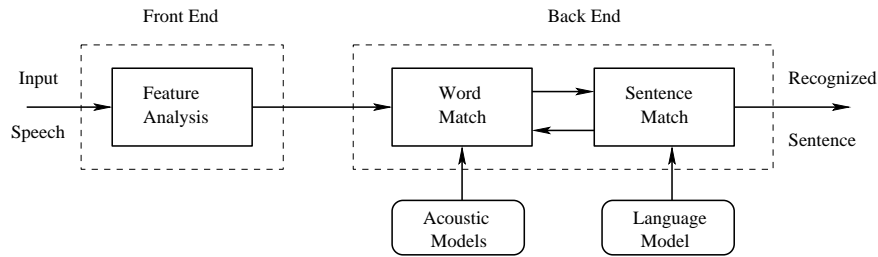 Front End
Back End
Input
Speech
Feature
Analysis
Word
Match
Sentence
Match
Recognized
Sentence
Acoustic
Models
Language
Model